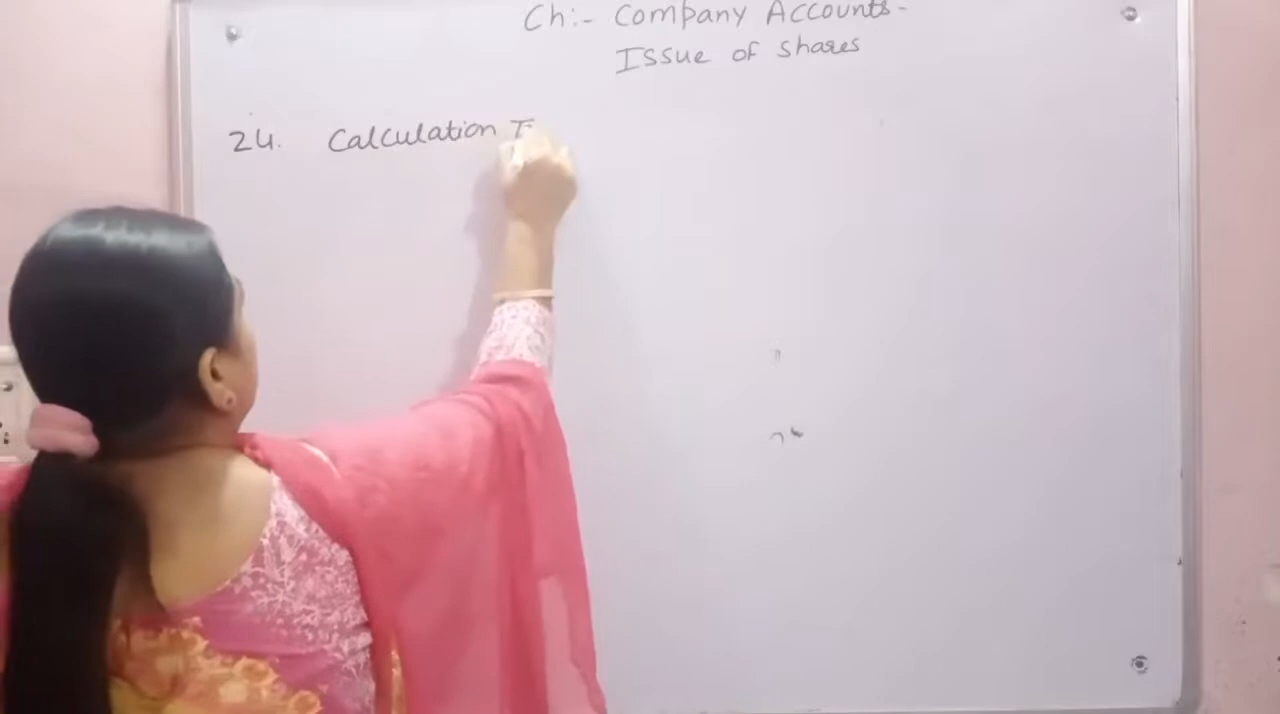 Ch:- Company Accounts-
Issue of Shares
24. Calculation T